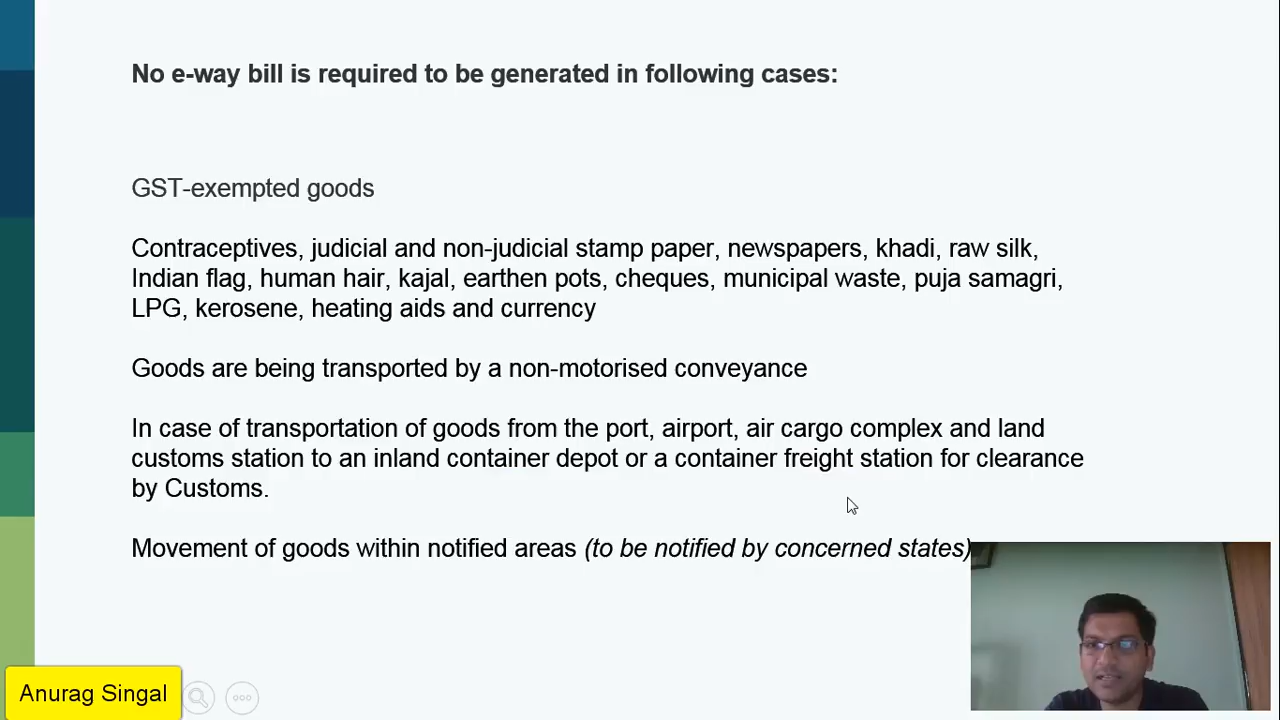 No e-way bill is required to be generated in following cases:
GST-exempted goods
Contraceptives, judicial and non-judicial stamp paper, newspapers, khadi, raw silk,
Indian flag, human hair, kajal, earthen pots, cheques, municipal waste, puja samagri,
LPG, kerosene, heating aids and currency
Goods are being transported by a non-motorised conveyance
In case of transportation of goods from the port, airport, air cargo complex and land
customs station to an inland container depot or a container freight station for clearance
by Customs.
Movement of goods within notified areas (to be notified by concerned states)
Anurag Singal